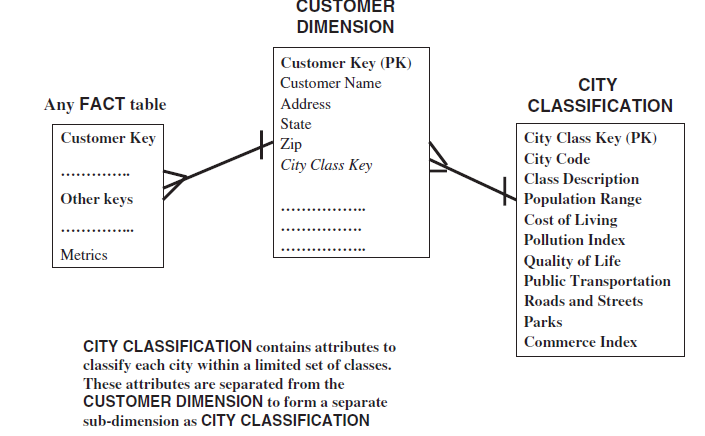 CUSTOMER
DIMENSION
Customer Key (PK)
Customer Name
Address
State
Zip
City Class Key
.................
................
.................
Any FACT table
Customer Key
..............
Other keys
...............
Metrics
CITY
CLASSIFICATION
City Class Key (PK)
City Code
Class Description
Population Range
Cost of Living
Pollution Index
Quality of Life
Public Transportation
Roads and Streets
Parks
Commerce Index
CITY CLASSIFICATION contains attributes to
classify each city within a limited set of classes.
These attributes are separated from the
CUSTOMER DIMENSION to form a separate
sub-dimension as CITY CLASSIFICATION